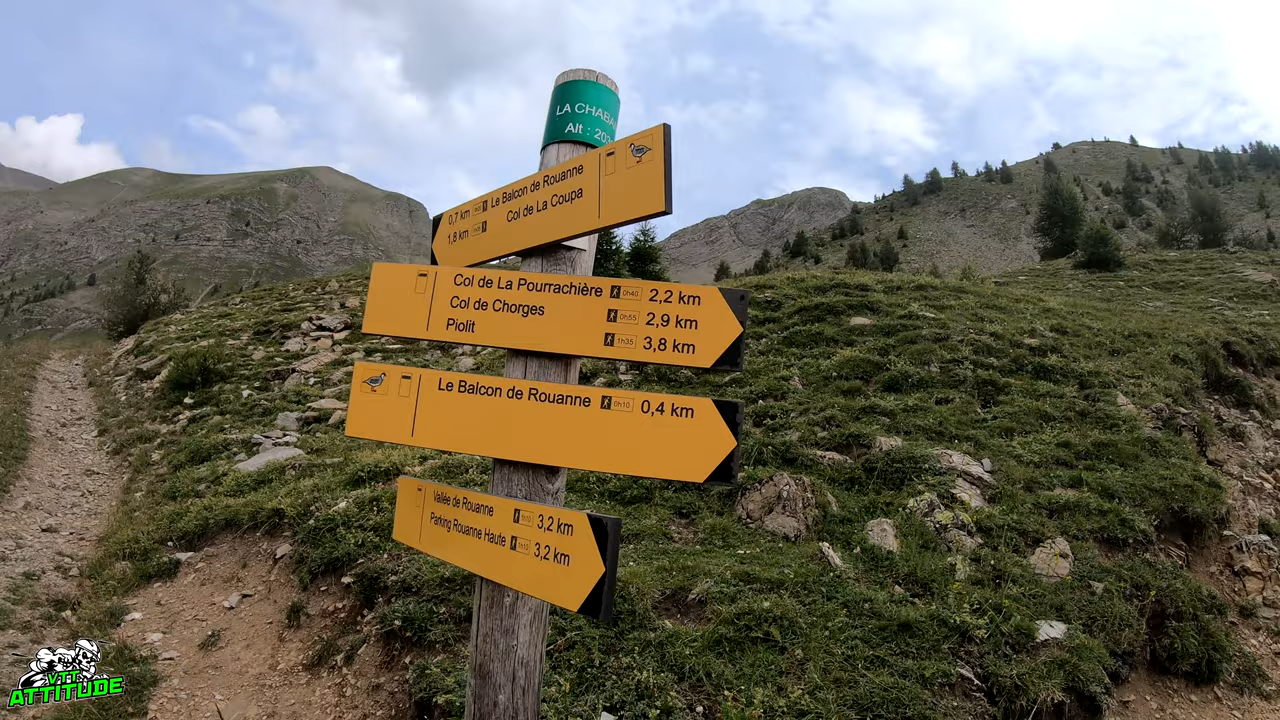 LA CHABA
Alt : 20
0,7 km Le Balcon de Rouanne
1,8 km Col de La Coupa
Col de La Pourrachière 0h40 2,2 km
Col de Chorges 0h55 2,9 km
Piolit 1h35 3,8 km
Le Balcon de Rouanne 0h10 0,4 km
Vallée de Rouanne 1h10 3,2 km
Parking Rouanne Haute 1h10 3,2 km
VTT
ATTITUDE